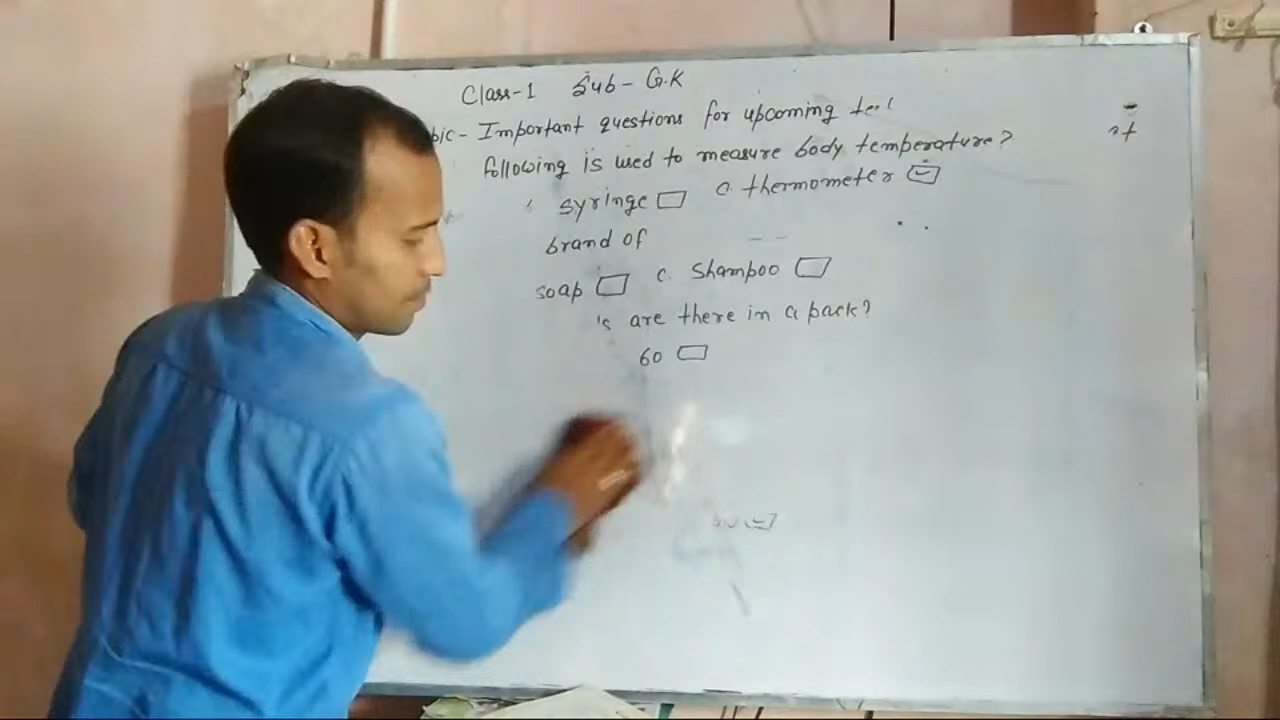 Class-1 Sub- G.K
bic- Important questions for upcoming
following is used to measure body temperature?
syringe c. thermometer
brand of
soap c. Shampoo
's are there in a pack?
60